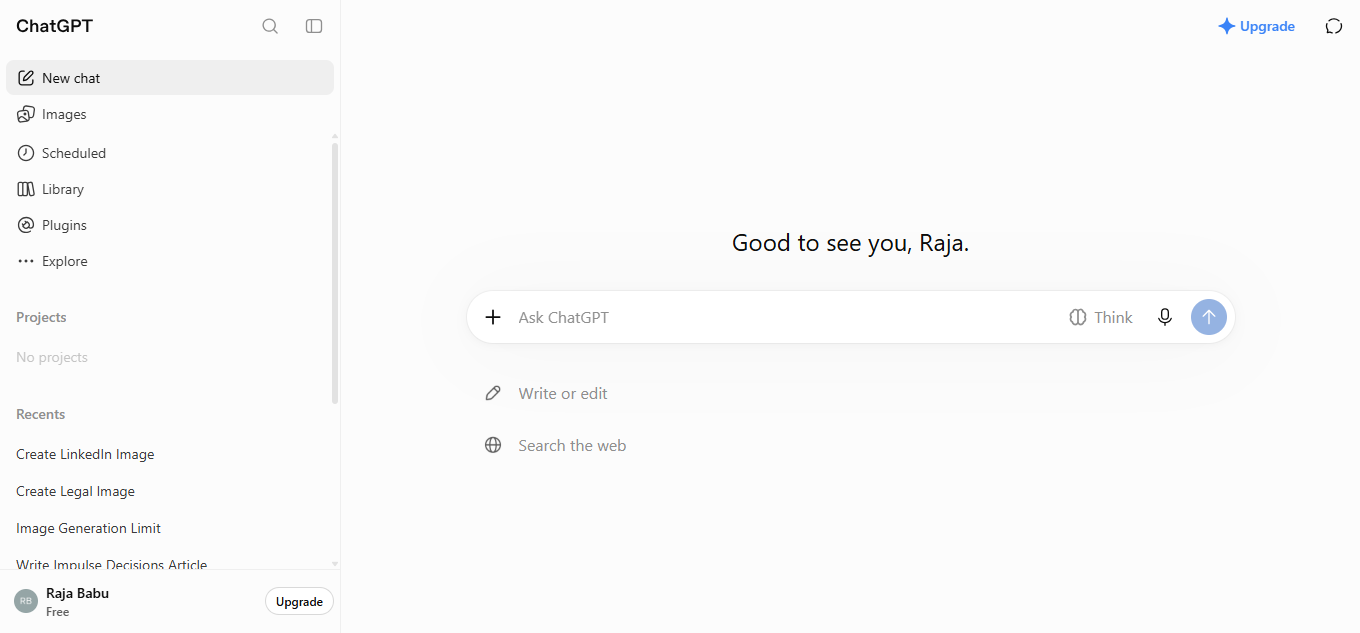 ChatGPT
New chat
Images
Scheduled
Library
Plugins
Explore
Projects
No projects
Recents
Create LinkedIn Image
Create Legal Image
Image Generation Limit
Write Impulse Decisions Article
RB
Raja Babu
Free
Upgrade
Upgrade
Good to see you, Raja.
Ask ChatGPT
Think
Write or edit
Search the web